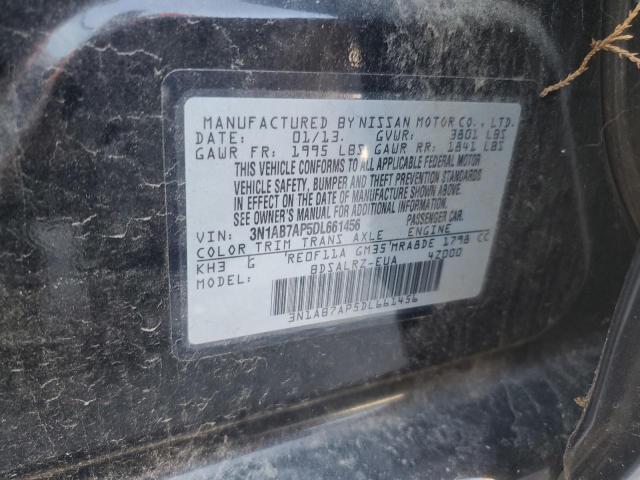 MANUFACTURED BY NISSAN MOTOR CO., LTD.
DATE: 01/13. GVWR: 3801 LBS
GAWR FR: 1995 LBS GAWR RR: 1841 LBS
THIS VEHICLE CONFORMS TO ALL APPLICABLE FEDERAL MOTOR
VEHICLE SAFETY, BUMPER AND THEFT PREVENTION STANDARDS
IN EFFECT ON THE DATE OF MANUFACTURE SHOWN ABOVE.
SEE OWNER'S MANUAL FOR ADDITIONAL INFORMATION.
VIN: 3N1AB7AP5DL661456 PASSENGER CAR.
COLOR TRIM TRANS AXLE ENGINE
KH3 G RE0F11A GM35 MRA8DE 1798 CC
BDSALRZ-EUA 4Z000
MODEL
3N1AB7AP5DL661456